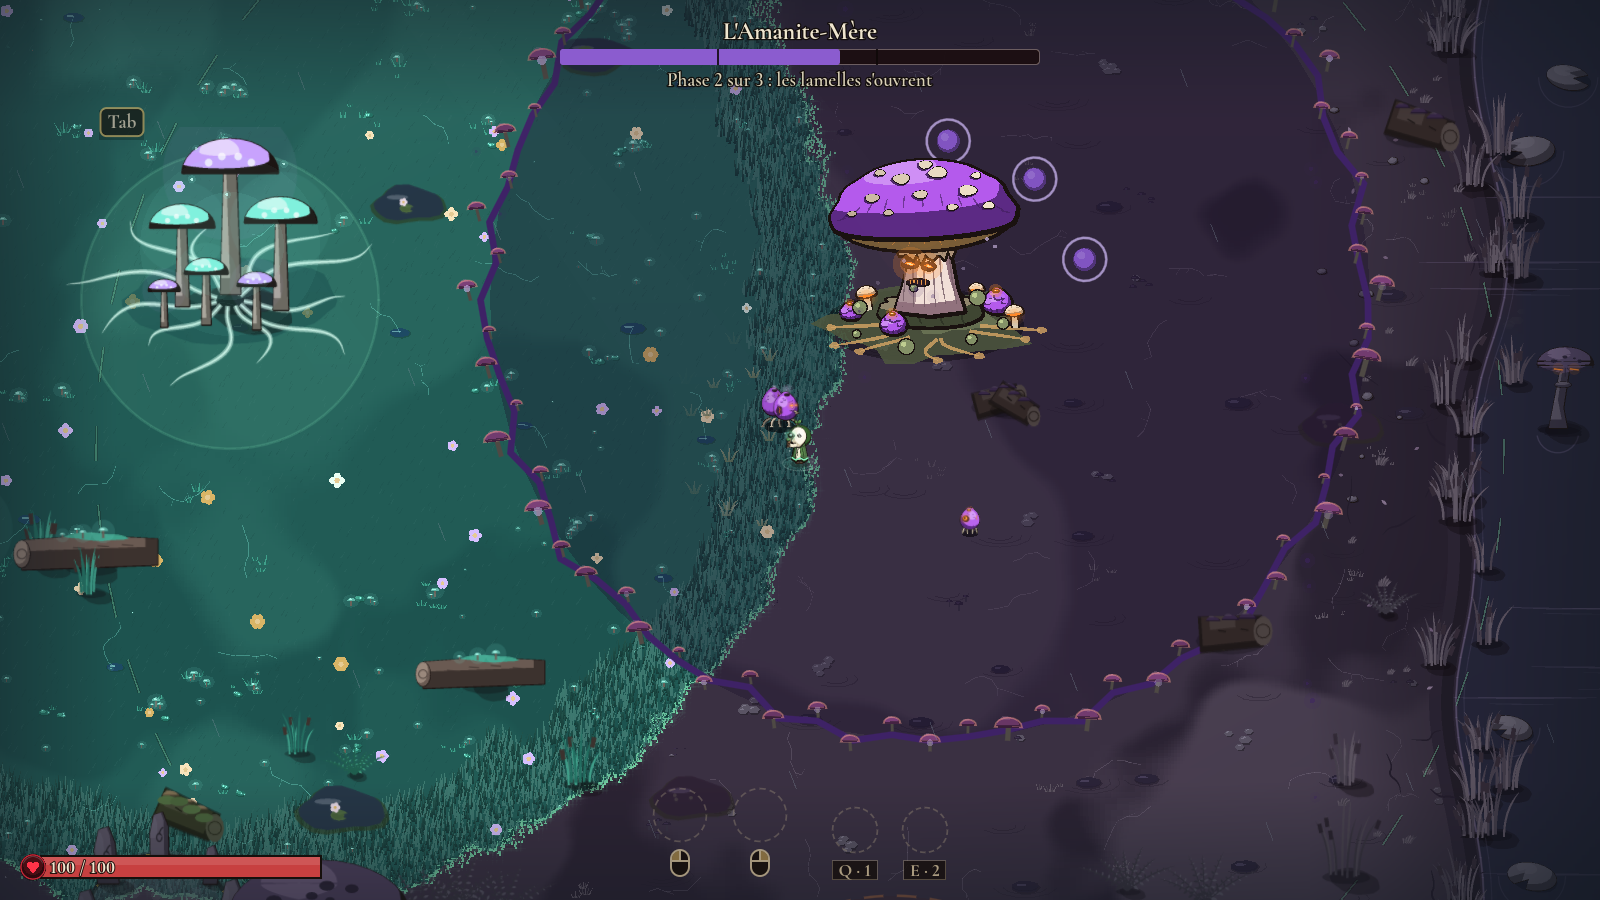 L'Amanite-Mère
Phase 2 sur 3 : les lamelles s'ouvrent
Tab
100 / 100
Q · 1
E · 2